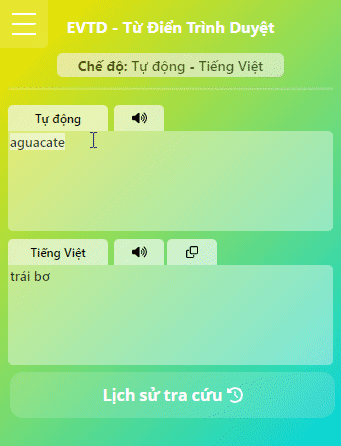 EVTD - Từ Điển Trình Duyệt
Chế độ: Tự động - Tiếng Việt
Tự động
aguacate
Tiếng Việt
trái bơ
Lịch sử tra cứu